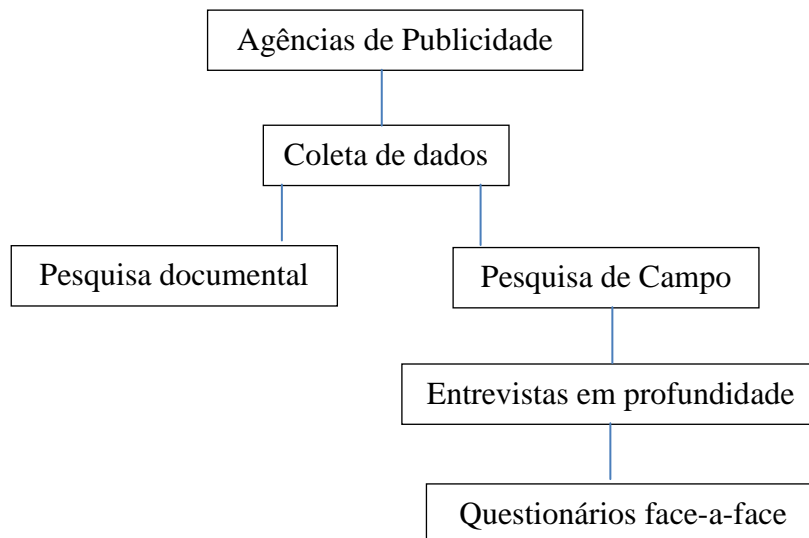 Agências de Publicidade
Coleta de dados
Pesquisa documental
Pesquisa de Campo
Entrevistas em profundidade
Questionários face-a-face